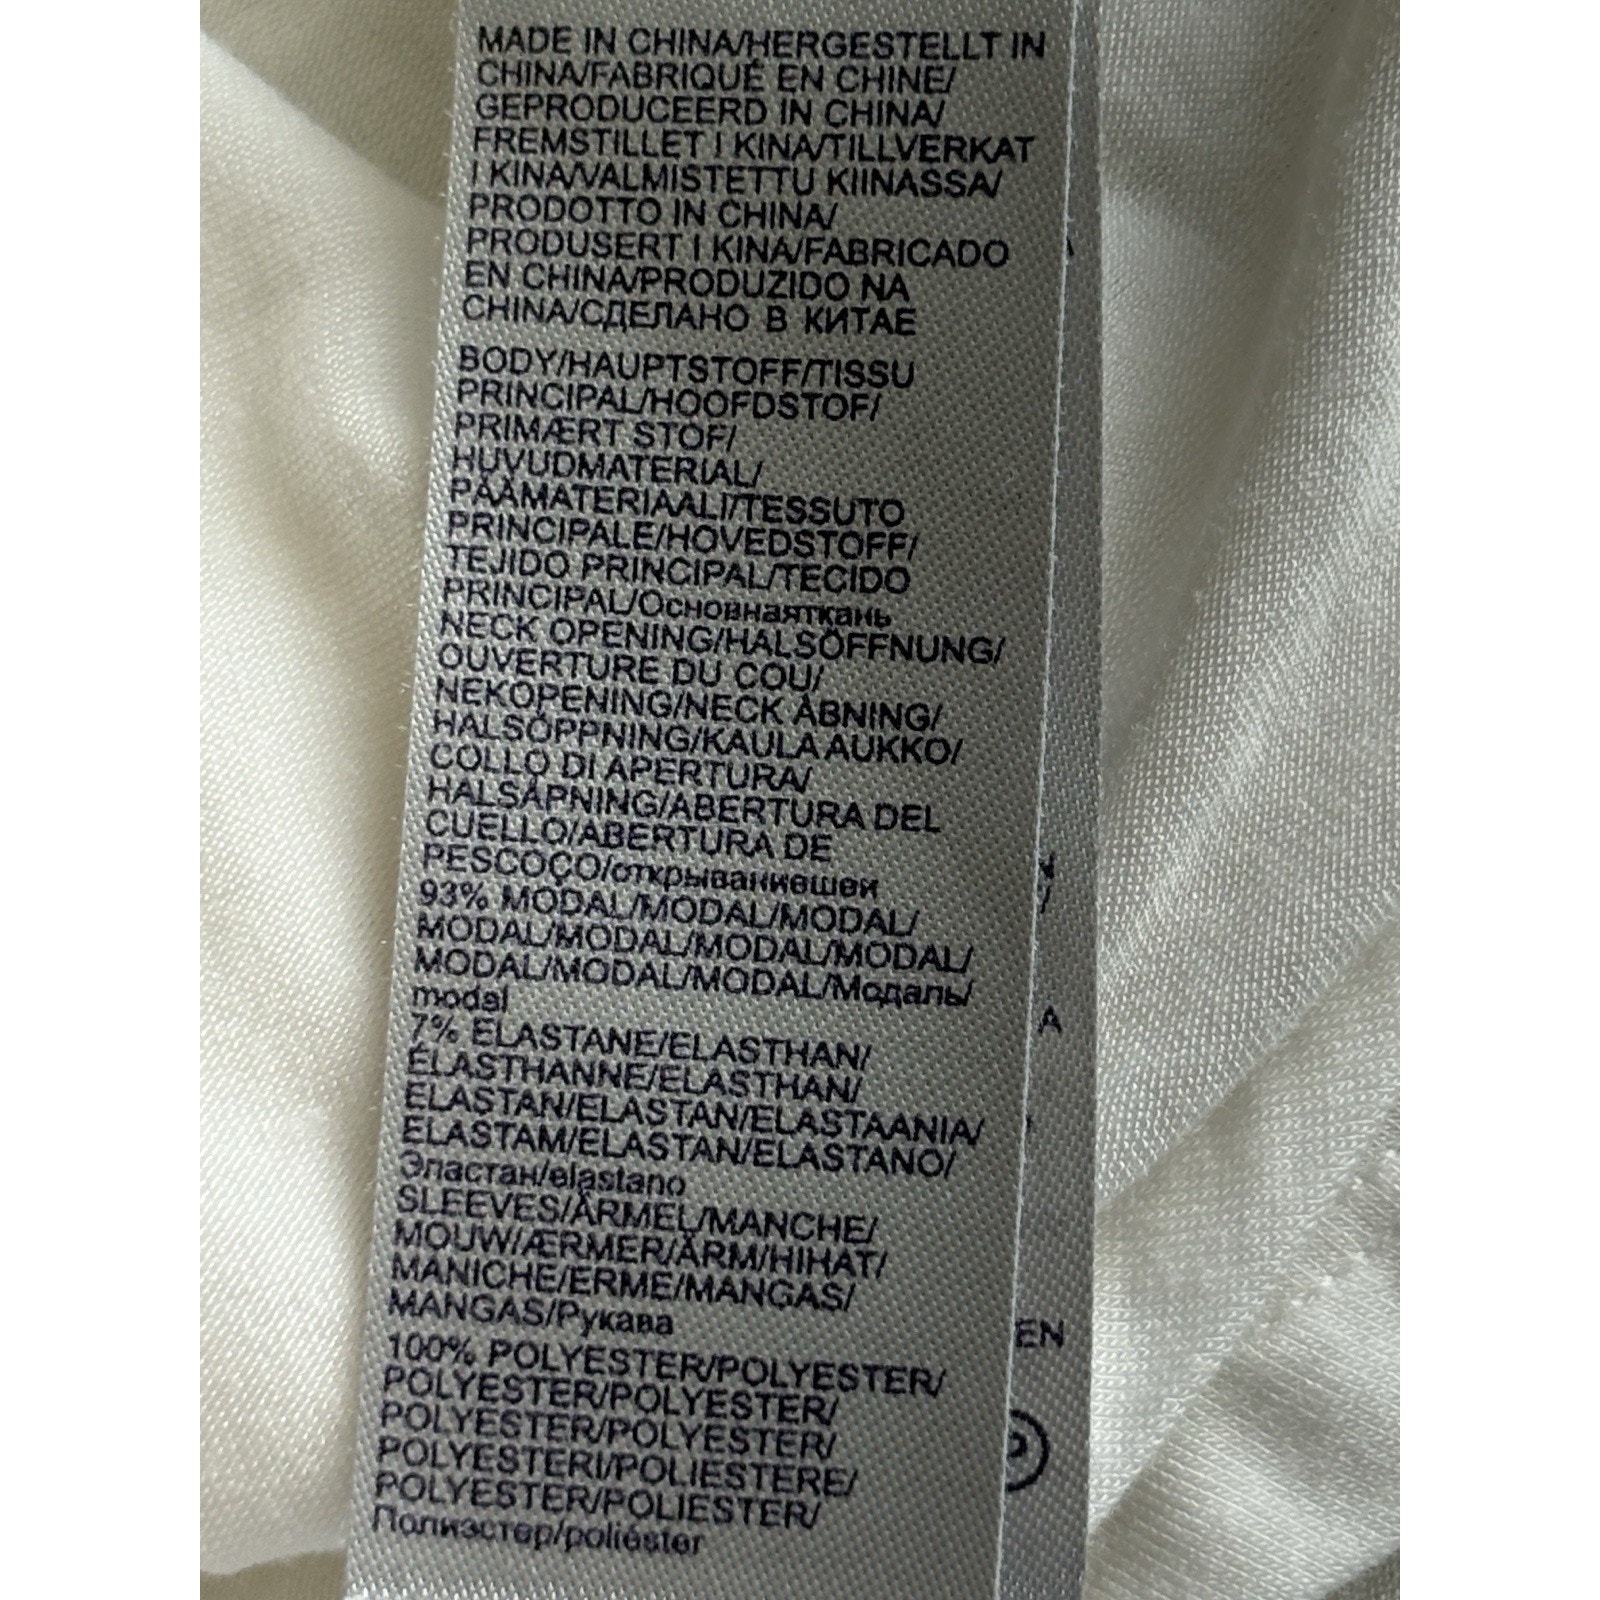 MADE IN CHINA/HERGESTELLT IN
CHINA/FABRIQUÉ EN CHINE/
GEPRODUCEERD IN CHINA/
FREMSTILLET I KINA/TILLVERKAT
I KINA/VALMISTETTU KIINASSA/
PRODOTTO IN CHINA/
PRODUSERT I KINA/FABRICADO
EN CHINA/PRODUZIDO NA
CHINA/СДЕЛАНО В КИТАЕ
BODY/HAUPTSTOFF/TISSU
PRINCIPAL/HOOFDSTOF/
PRIMÆRT STOF/
HUVUDMATERIAL/
PÄÄMATERIAALI/TESSUTO
PRINCIPALE/HOVEDSTOFF/
TEJIDO PRINCIPAL/TECIDO
PRINCIPAL/Основнаяткань
NECK OPENING/HALSÖFFNUNG/
OUVERTURE DU COU/
NEKOPENING/NECK ÅBNING/
HALSÖPPNING/KAULA AUKKO/
COLLO DI APERTURA/
HALSÅPNING/ABERTURA DEL
CUELLO/ABERTURA DE
PESCOÇO/открываниешеи
93% MODAL/MODAL/MODAL/
MODAL/MODAL/MODAL/MODAL/
MODAL/MODAL/MODAL/Модаль/
modal
7% ELASTANE/ELASTHAN/
ÉLASTHANNE/ELASTHAN/
ELASTAN/ELASTAN/ELASTAANIA/
ELASTAM/ELASTAN/ELASTANO/
Эластан/elastano
SLEEVES/ÄRMEL/MANCHE/
MOUW/ÆRMER/ÄRM/HIHAT/
MANICHE/ERME/MANGAS/
MANGAS/Рукава
100% POLYESTER/POLYESTER/
POLYESTER/POLYESTER/
POLYESTER/POLYESTER/
POLYESTERI/POLIESTERE/
POLYESTER/POLIESTER/
Полиэстер/poliéster
A
EN